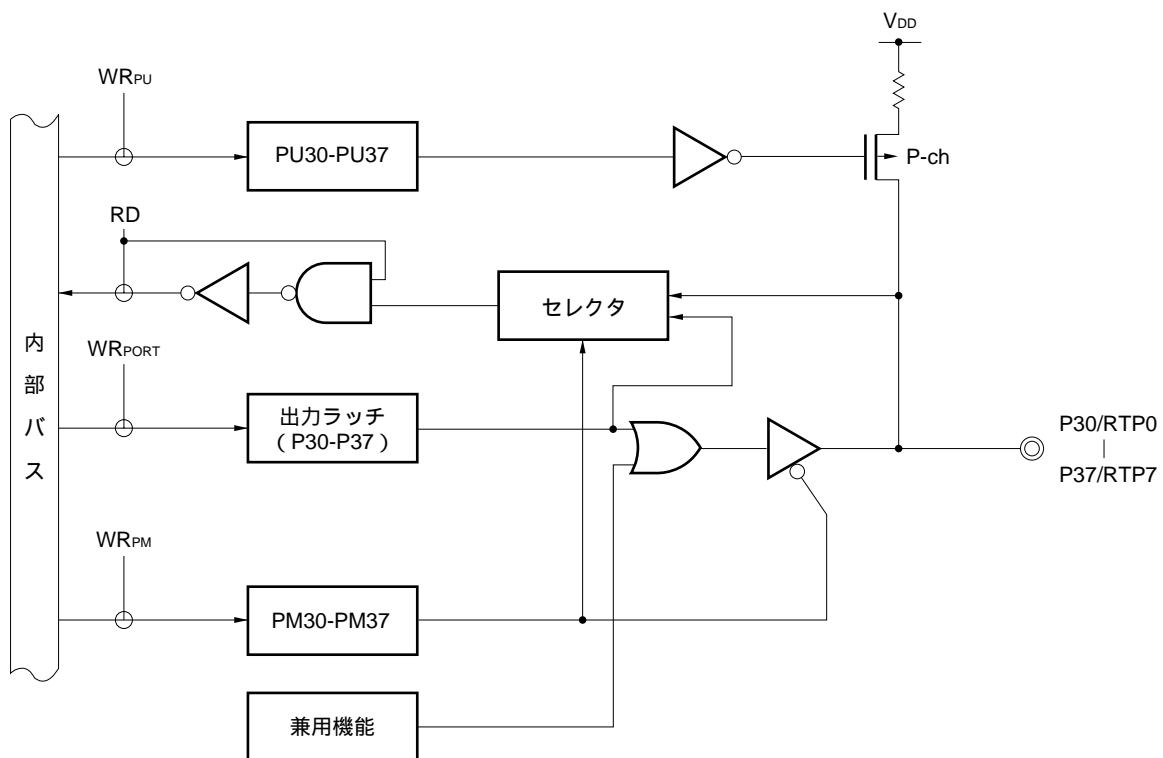 VDD
WRPU
PU30-PU37
P-ch
RD
セレクタ
内部バス
WRPORT
出力ラッチ
(P30-P37)
P30/RTP0
|
P37/RTP7
WRPM
PM30-PM37
兼用機能